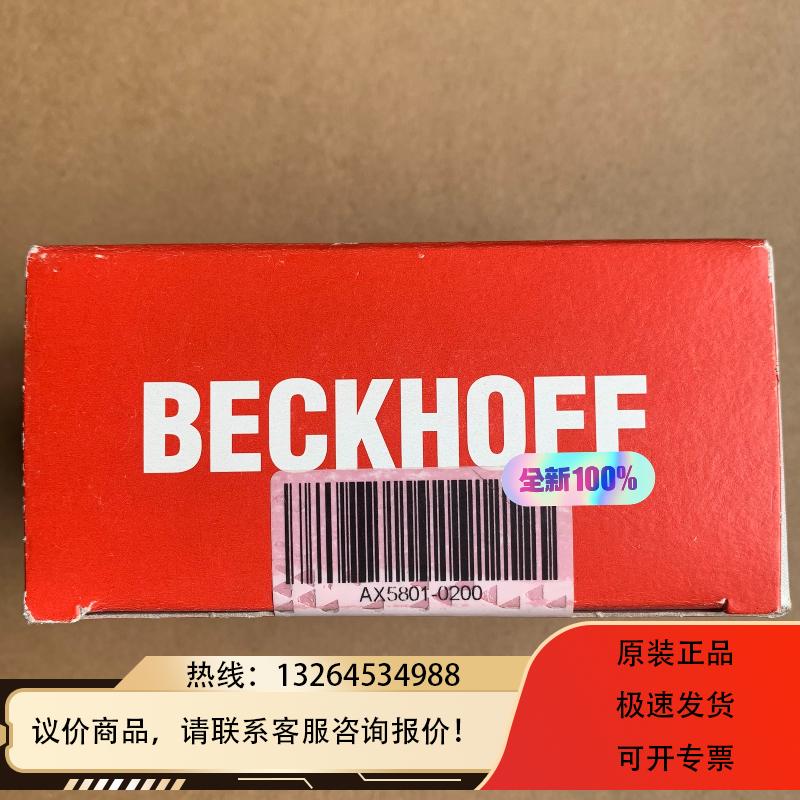 BECKHOFF
全新100%
AX5801-0200
热线：13264534988
议价商品，请联系客服咨询报价！
原装正品
极速发货
可开专票